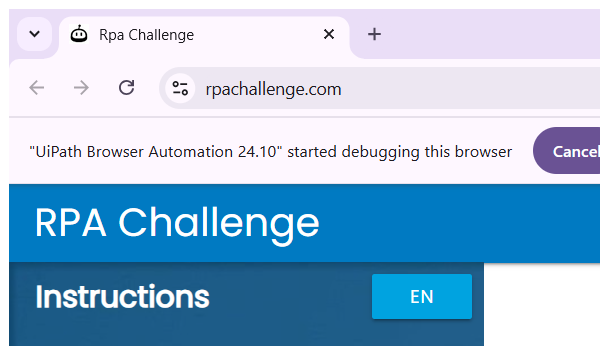 Rpa Challenge
rpachallenge.com
"UiPath Browser Automation 24.10" started debugging this browser
Cancel
RPA Challenge
Instructions
EN